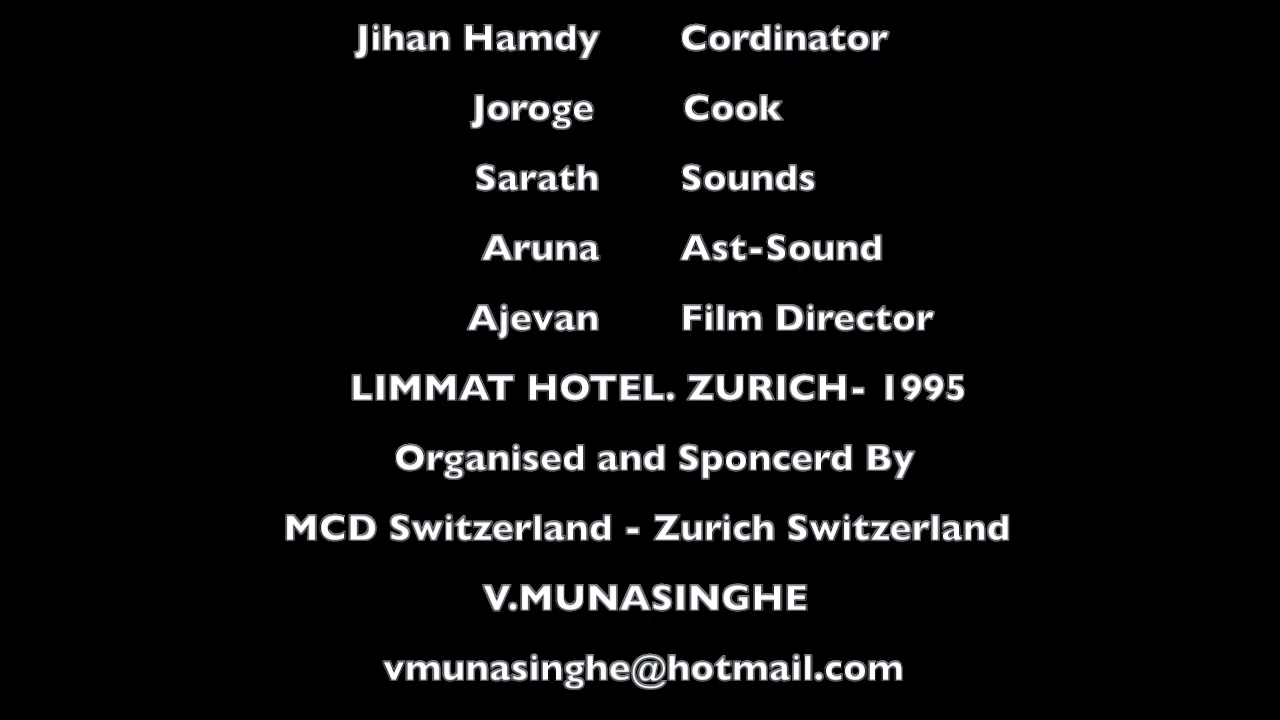 Jihan Hamdy Cordinator
Joroge Cook
Sarath Sounds
Aruna Ast-Sound
Ajevan Film Director
LIMMAT HOTEL. ZURICH- 1995
Organised and Sponcerd By
MCD Switzerland - Zurich Switzerland
V.MUNASINGHE
vmunasinghe@hotmail.com